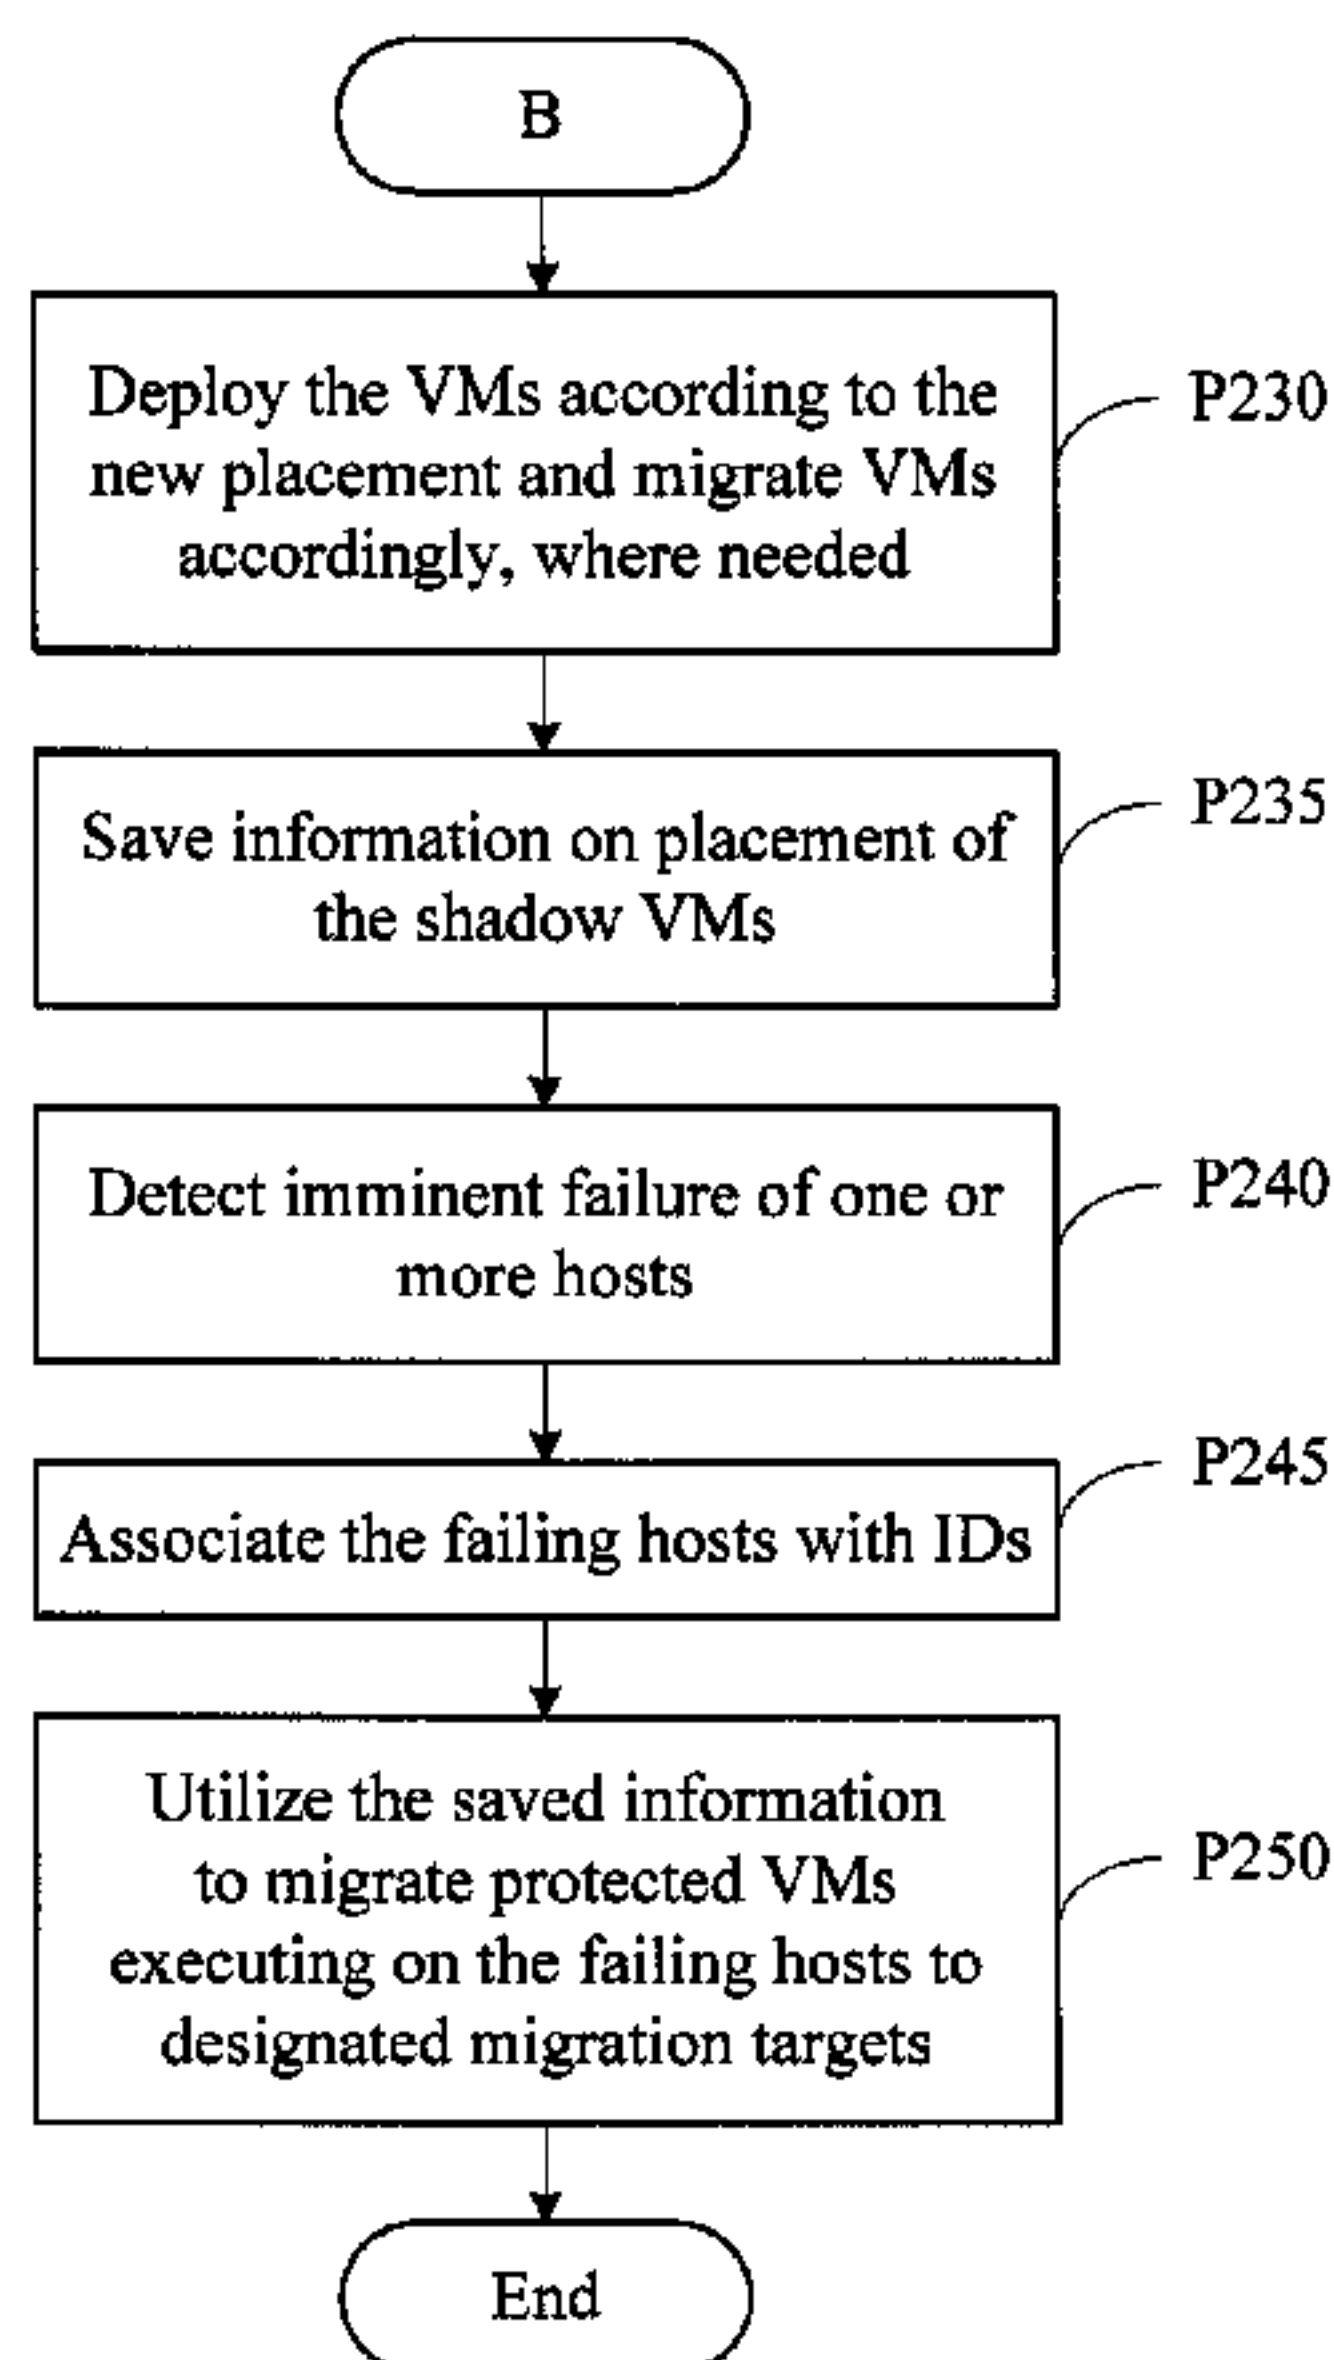 B
Deploy the VMs according to the
new placement and migrate VMs
accordingly, where needed
P230
Save information on placement of
the shadow VMs
P235
Detect imminent failure of one or
more hosts
P240
Associate the failing hosts with IDs
P245
Utilize the saved information
to migrate protected VMs
executing on the failing hosts to
designated migration targets
P250
End